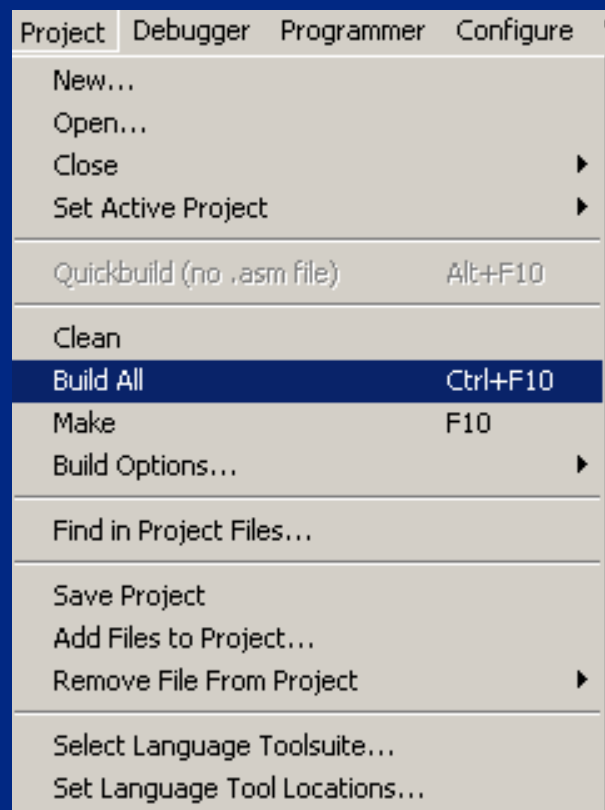 Project Debugger Programmer Configure
New...
Open...
Close
Set Active Project
Quickbuild (no .asm file) Alt+F10
Clean
Build All Ctrl+F10
Make F10
Build Options...
Find in Project Files...
Save Project
Add Files to Project...
Remove File From Project
Select Language Toolsuite...
Set Language Tool Locations...